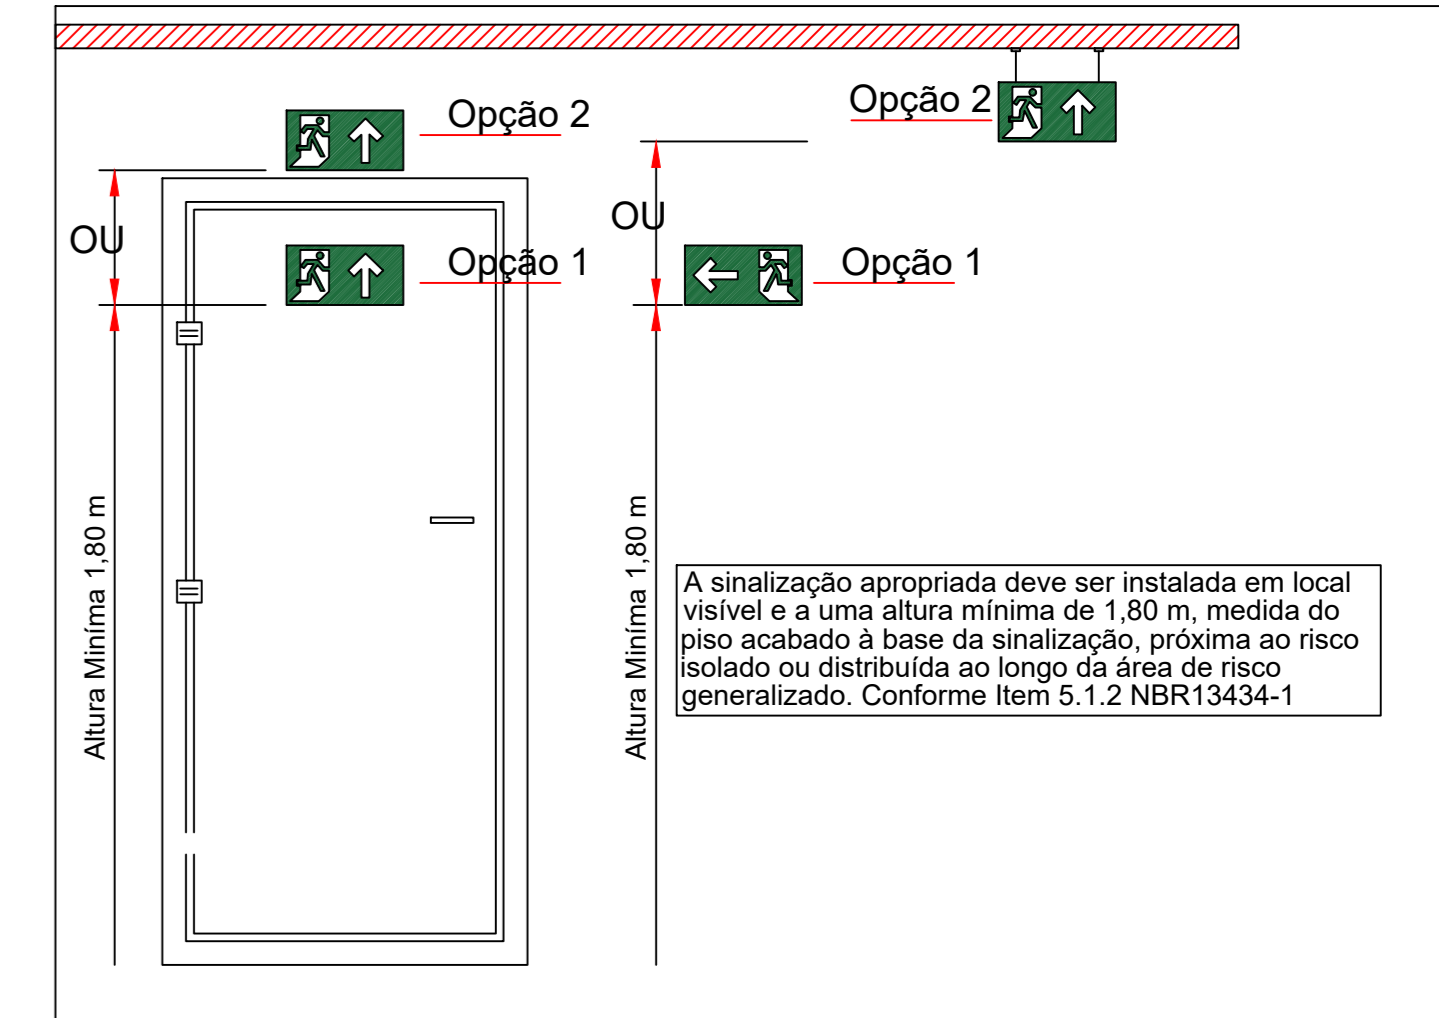 Opção 2
Opção 2
OU
OU
Opção 1
Opção 1
Altura Miníma 1,80 m
Altura Miníma 1,80 m
A sinalização apropriada deve ser instalada em local
visível e a uma altura mínima de 1,80 m, medida do
piso acabado à base da sinalização, próxima ao risco
isolado ou distribuída ao longo da área de risco
generalizado. Conforme Item 5.1.2 NBR13434-1